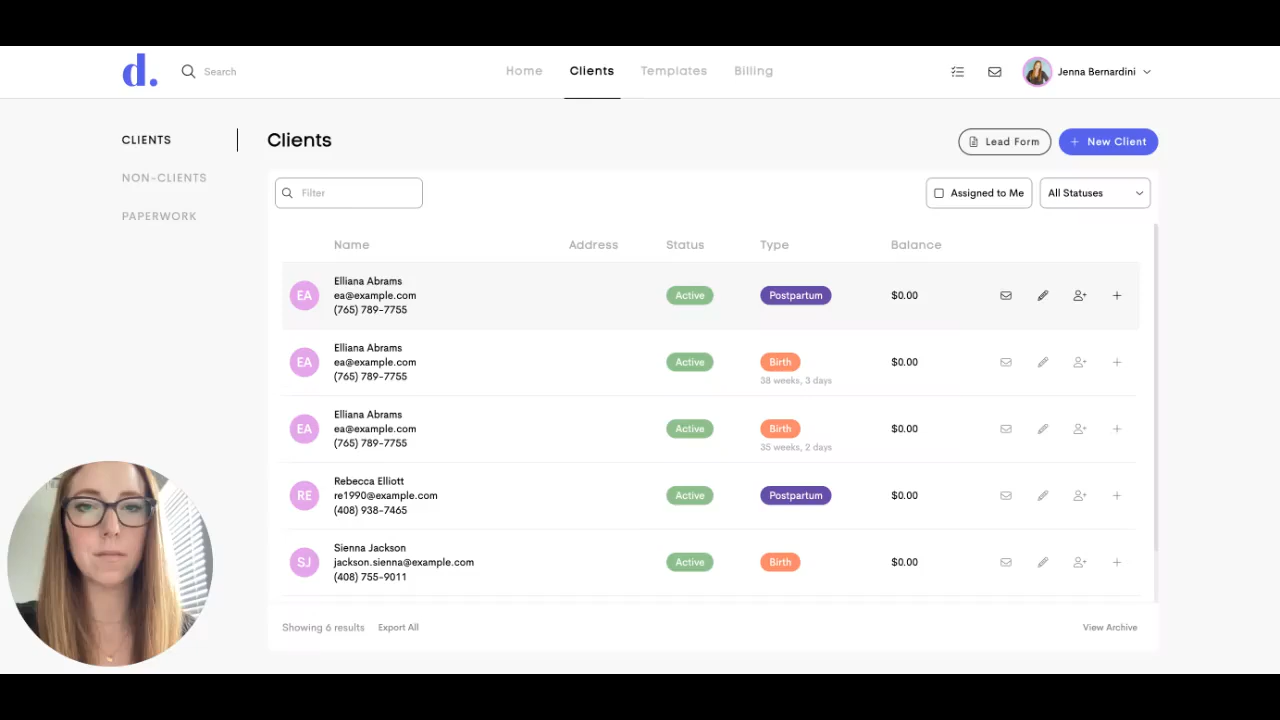 d.
Search
Home
Clients
Templates
Billing
Jenna Bernardini
CLIENTS
NON-CLIENTS
PAPERWORK
Clients
Lead Form
+ New Client
Filter
Assigned to Me
All Statuses
Name Address Status Type Balance
EA
Elliana Abrams
ea@example.com
(765) 789-7755
Active
Postpartum
$0.00
EA
Elliana Abrams
ea@example.com
(765) 789-7755
Active
Birth
38 weeks, 3 days
$0.00
EA
Elliana Abrams
ea@example.com
(765) 789-7755
Active
Birth
35 weeks, 2 days
$0.00
RE
Rebecca Elliott
re1990@example.com
(408) 938-7465
Active
Postpartum
$0.00
SJ
Sienna Jackson
jackson.sienna@example.com
(408) 755-9011
Active
Birth
$0.00
Showing 6 results
Export All
View Archive